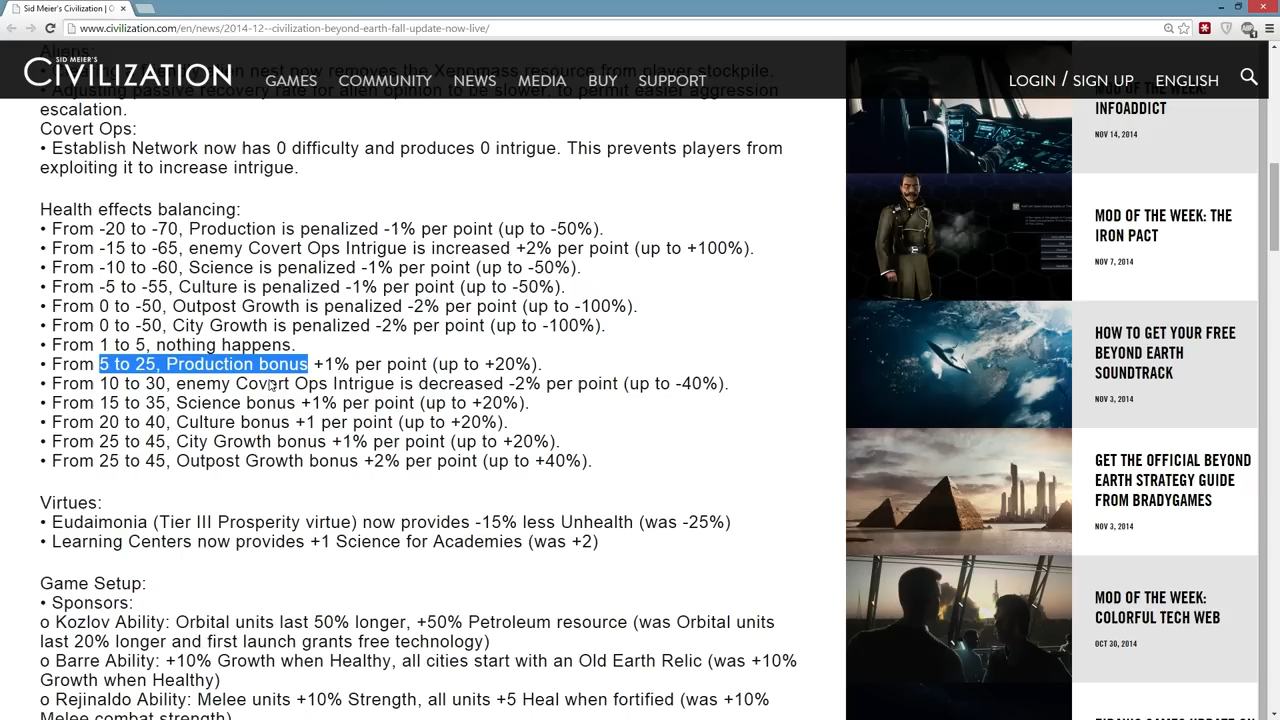 Sid Meier's Civilization | O
www.civilization.com/en/news/2014-12--civilization-beyond-earth-fall-update-now-live/
SID MEIER'S
CIVILIZATION
GAMES COMMUNITY NEWS MEDIA BUY SUPPORT
LOGIN / SIGN UP ENGLISH
Aliens:
nest now removes the Xenomass resource from player stockpile.
• Adjusting passive recovery rate for alien opinion to be slower, to permit easier aggression
escalation.
Covert Ops:
• Establish Network now has 0 difficulty and produces 0 intrigue. This prevents players from
exploiting it to increase intrigue.
Health effects balancing:
• From -20 to -70, Production is penalized -1% per point (up to -50%).
• From -15 to -65, enemy Covert Ops Intrigue is increased +2% per point (up to +100%).
• From -10 to -60, Science is penalized -1% per point (up to -50%).
• From -5 to -55, Culture is penalized -1% per point (up to -50%).
• From 0 to -50, Outpost Growth is penalized -2% per point (up to -100%).
• From 0 to -50, City Growth is penalized -2% per point (up to -100%).
• From 1 to 5, nothing happens.
• From 5 to 25, Production bonus +1% per point (up to +20%).
• From 10 to 30, enemy Covert Ops Intrigue is decreased -2% per point (up to -40%).
• From 15 to 35, Science bonus +1% per point (up to +20%).
• From 20 to 40, Culture bonus +1 per point (up to +20%).
• From 25 to 45, City Growth bonus +1% per point (up to +20%).
• From 25 to 45, Outpost Growth bonus +2% per point (up to +40%).
Virtues:
• Eudaimonia (Tier III Prosperity virtue) now provides -15% less Unhealth (was -25%)
• Learning Centers now provides +1 Science for Academies (was +2)
Game Setup:
• Sponsors:
o Kozlov Ability: Orbital units last 50% longer, +50% Petroleum resource (was Orbital units
last 20% longer and first launch grants free technology)
o Barre Ability: +10% Growth when Healthy, all cities start with an Old Earth Relic (was +10%
Growth when Healthy)
o Rejinaldo Ability: Melee units +10% Strength, all units +5 Heal when fortified (was +10%
Melee combat strength)
MOD OF THE WEEK:
INFOADDICT
NOV 14, 2014
MOD OF THE WEEK: THE
IRON PACT
NOV 7, 2014
HOW TO GET YOUR FREE
BEYOND EARTH
SOUNDTRACK
NOV 3, 2014
GET THE OFFICIAL BEYOND
EARTH STRATEGY GUIDE
FROM BRADYGAMES
NOV 3, 2014
MOD OF THE WEEK:
COLORFUL TECH WEB
OCT 30, 2014